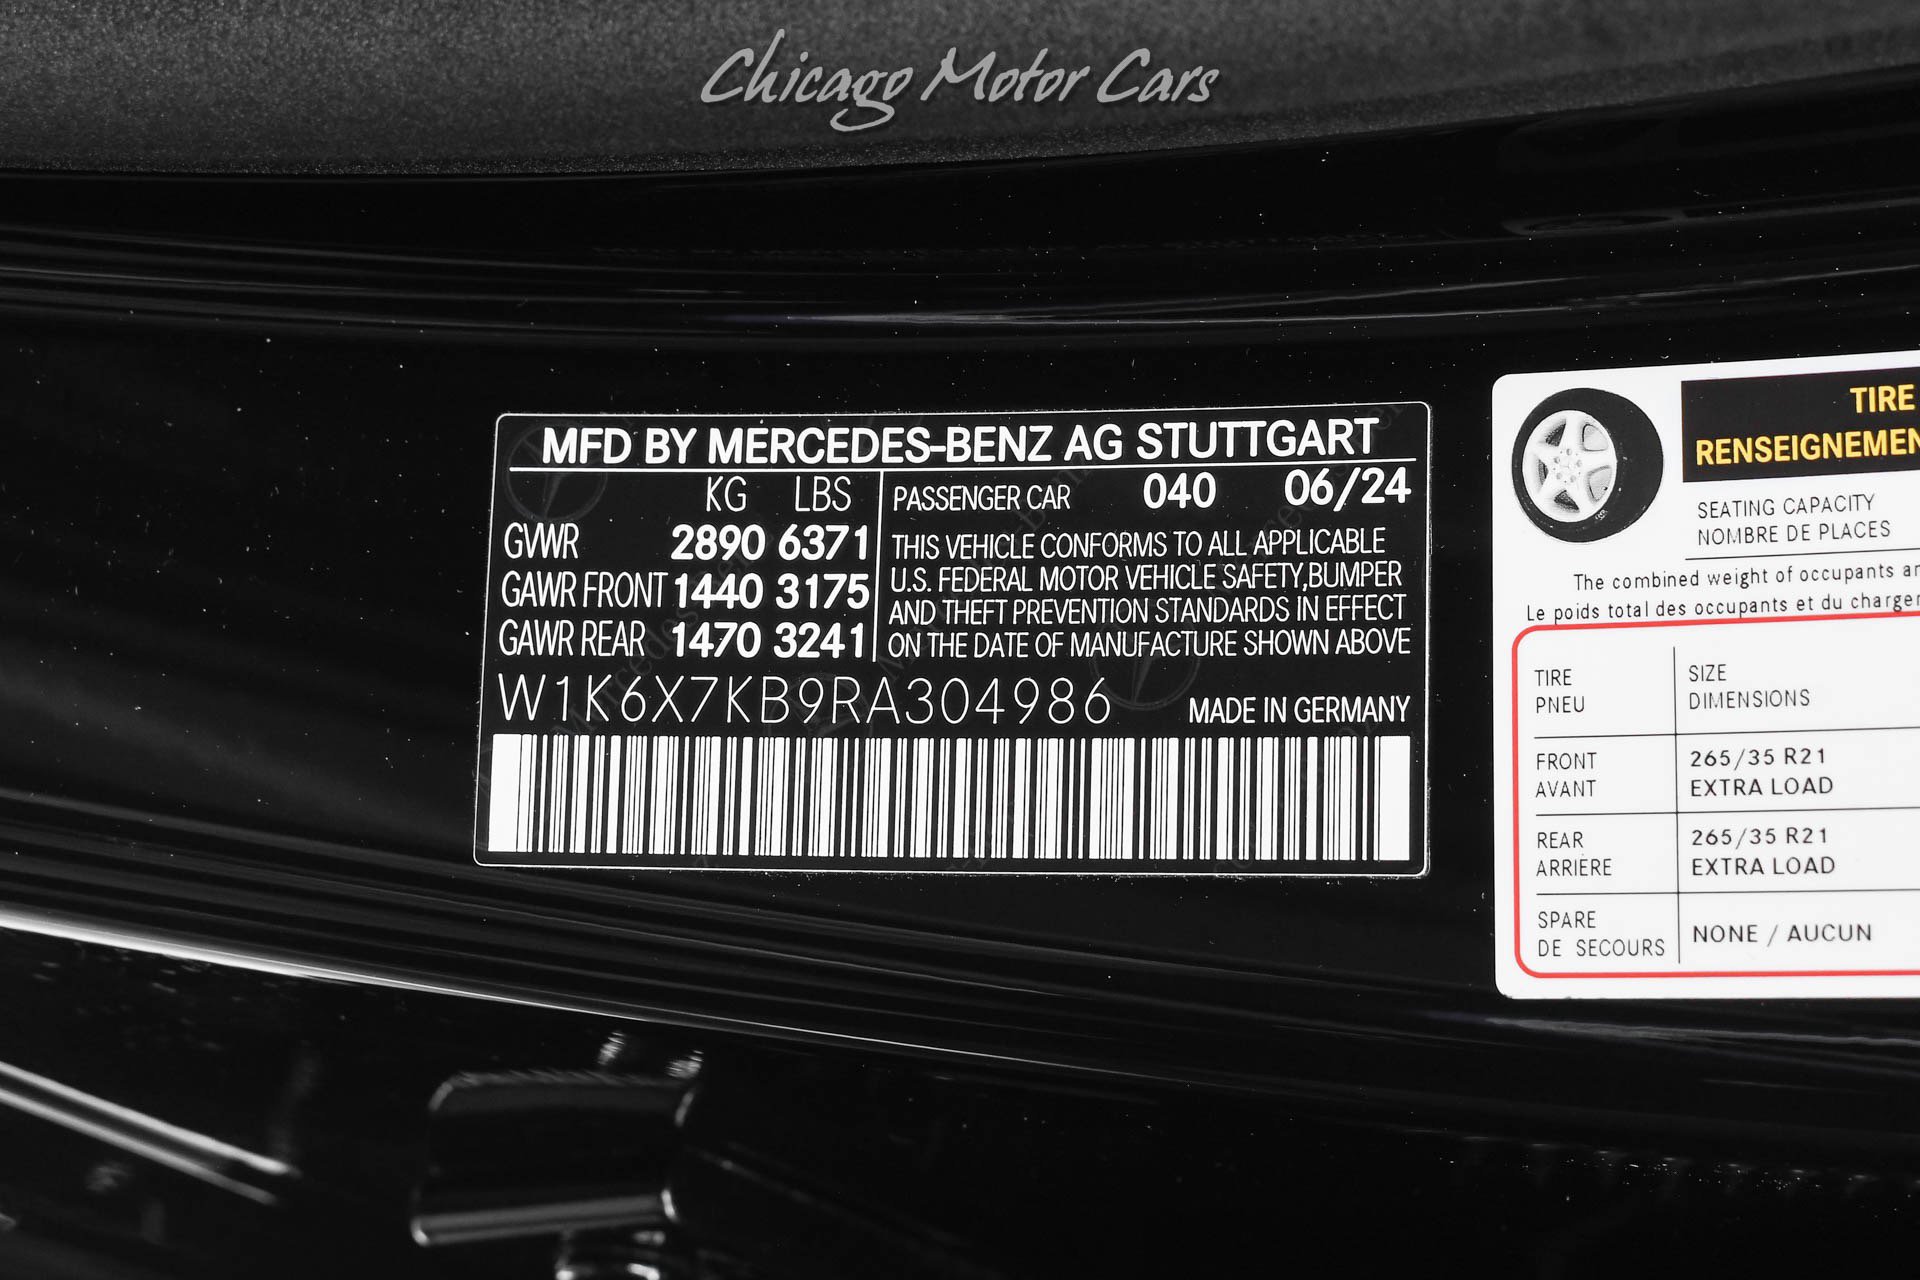 Chicago Motor Cars
MFD BY MERCEDES-BENZ AG STUTTGART
KG LBS
GVWR 2890 6371
GAWR FRONT 1440 3175
GAWR REAR 1470 3241
PASSENGER CAR 040 06/24
THIS VEHICLE CONFORMS TO ALL APPLICABLE
U.S. FEDERAL MOTOR VEHICLE SAFETY,BUMPER
AND THEFT PREVENTION STANDARDS IN EFFECT
ON THE DATE OF MANUFACTURE SHOWN ABOVE
W1K6X7KB9RA304986
MADE IN GERMANY
TIRE
RENSEIGNEMEN
SEATING CAPACITY
NOMBRE DE PLACES
The combined weight of occupants an
Le poids total des occupants et du charger
TIRE SIZE
PNEU DIMENSIONS
FRONT 265/35 R21
AVANT EXTRA LOAD
REAR 265/35 R21
ARRIÈRE EXTRA LOAD
SPARE
DE SECOURS NONE / AUCUN